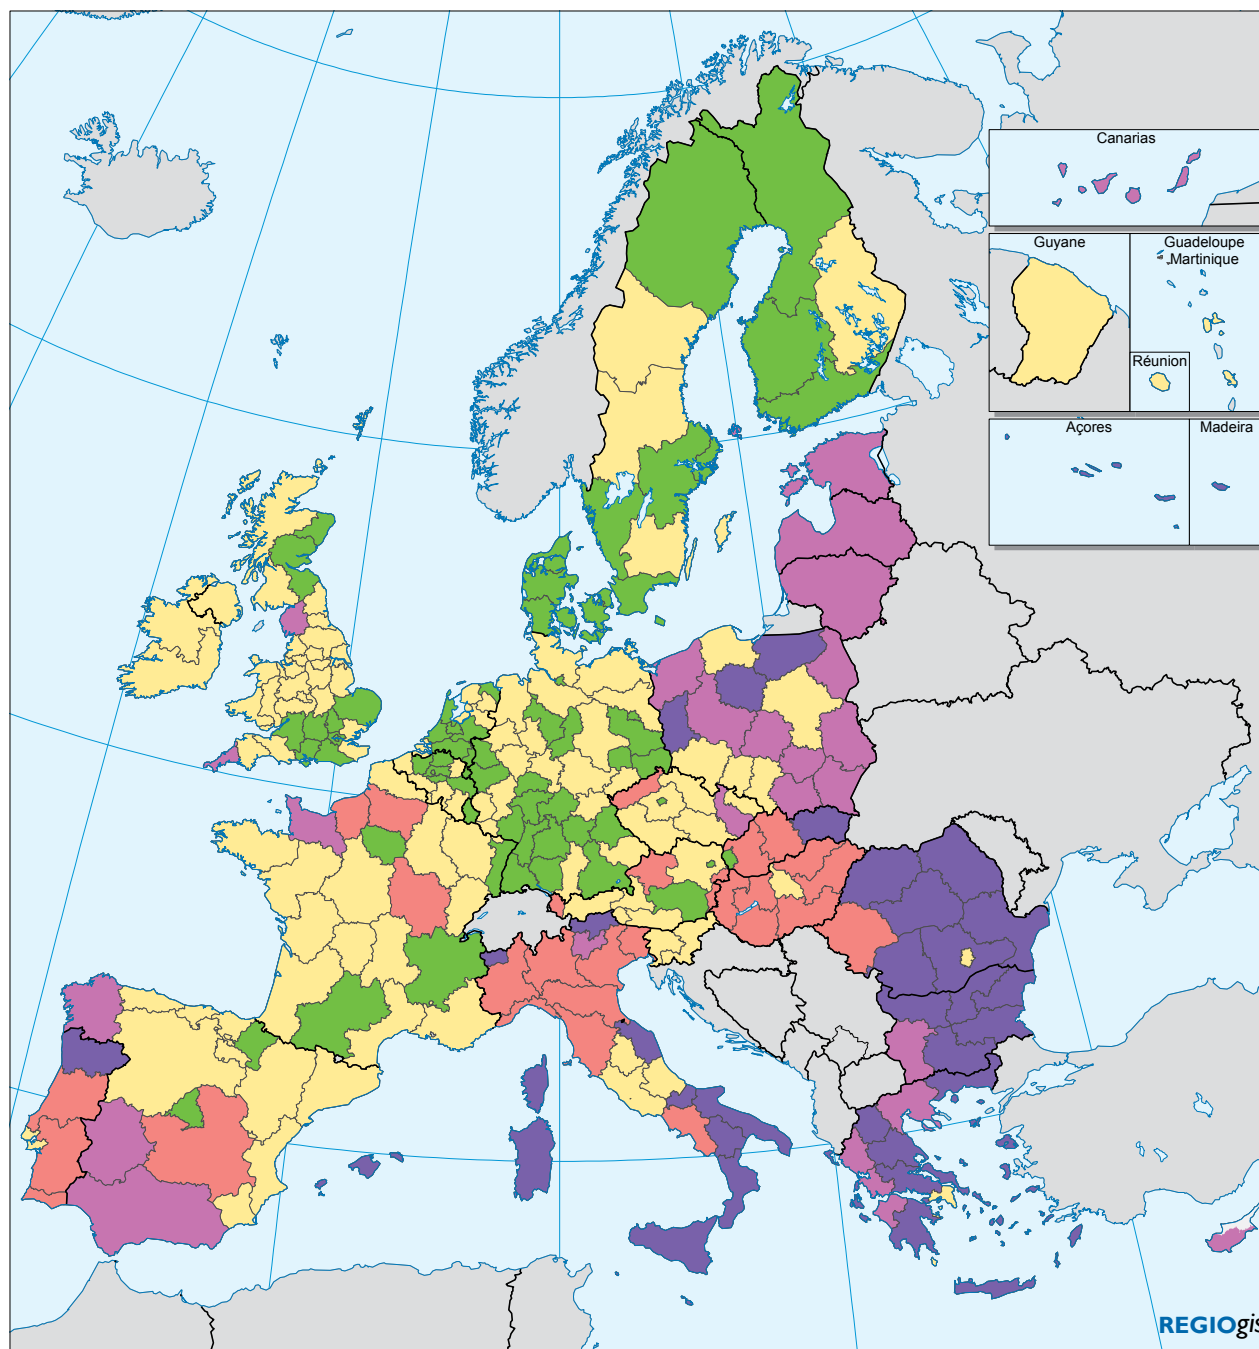 Canarias
Guyane
Guadeloupe
Martinique
Réunion
Açores
Madeira
REGIOgis